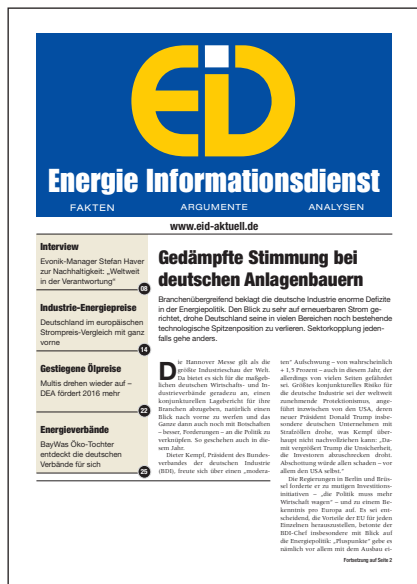 EiD
Energie Informationsdienst
FAKTEN ARGUMENTE ANALYSEN
www.eid-aktuell.de
Interview
Evonik-Manager Stefan Haver
zur Nachhaltigkeit: „Weltweit
in der Verantwortung“
08
Industrie-Energiepreise
Deutschland im europäischen
Strompreis-Vergleich mit ganz
vorne
14
Gestiegene Ölpreise
Multis drehen wieder auf –
DEA fördert 2016 mehr
22
Energieverbände
BayWas Öko-Tochter
entdeckt die deutschen
Verbände für sich
25
Gedämpfte Stimmung bei
deutschen Anlagenbauern
Branchenübergreifend beklagt die deutsche Industrie enorme Defizite
in der Energiepolitik. Den Blick zu sehr auf erneuerbaren Strom ge-
richtet, drohe Deutschland seine in vielen Bereichen noch bestehende
technologische Spitzenposition zu verlieren. Sektorkopplung jeden-
falls gehe anders.
Die Hannover Messe gilt als die
größte Industrieschau der Welt.
Da bietet es sich für die maßgeb-
lichen deutschen Wirtschafts- und In-
dustrieverbände geradezu an, einen
konjunkturellen Lagebericht für ihre
Branchen abzugeben, natürlich einen
Blick nach vorne zu werfen und das
Ganze dann auch noch mit Botschaften
– besser, Forderungen – an die Politik zu
verknüpfen. So geschehen auch in die-
sem Jahr.
Dieter Kempf, Präsident des Bundes-
verbandes der deutschen Industrie
(BDI), freute sich über einen „modera-
ten“ Aufschwung – von wahrscheinlich
+ 1,5 Prozent – auch in diesem Jahr, der
allerdings von vielen Seiten gefährdet
sei. Größtes konjunkturelles Risiko für
die deutsche Industrie sei der weltweit
zunehmende Protektionismus, ange-
führt inzwischen von den USA, deren
neuer Präsident Donald Trump insbe-
sondere deutschen Unternehmen mit
Strafzöllen drohe, was Kempf über-
haupt nicht nachvollziehen kann: „Da-
mit vergrößert Trump die Unsicherheit,
die Investoren abzuschrecken droht.
Abschottung würde allen schaden – vor
allem den USA selbst.“
Die Regierungen in Berlin und Brüs-
sel forderte er zu mutigen Investitions-
initiativen – „die Politik muss mehr
Wirtschaft wagen“ – und zu einem Be-
kenntnis pro Europa auf. Es sei ent-
scheidend, die Vorteile der EU für jeden
Einzelnen herauszustellen, betonte der
BDI-Chef insbesondere mit Blick auf
die Energiepolitik: „Pluspunkte“ gebe es
nämlich vor allem mit dem Ausbau ei-
Fortsetzung auf Seite 2